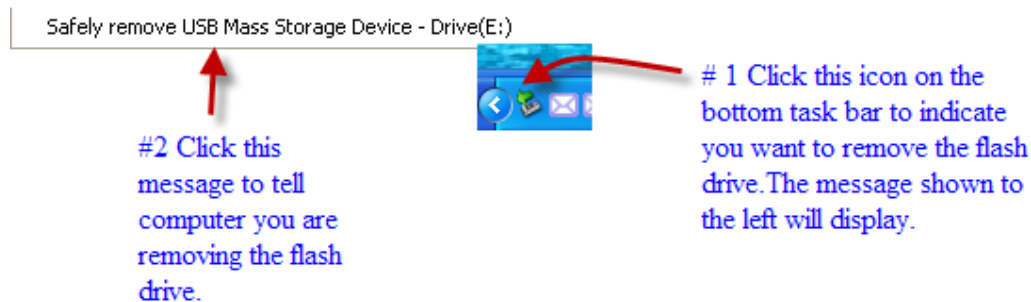 Safely remove USB Mass Storage Device - Drive(E:)
# 1 Click this icon on the
bottom task bar to indicate
you want to remove the flash
drive.The message shown to
the left will display.
#2 Click this
message to tell
computer you are
removing the flash
drive.